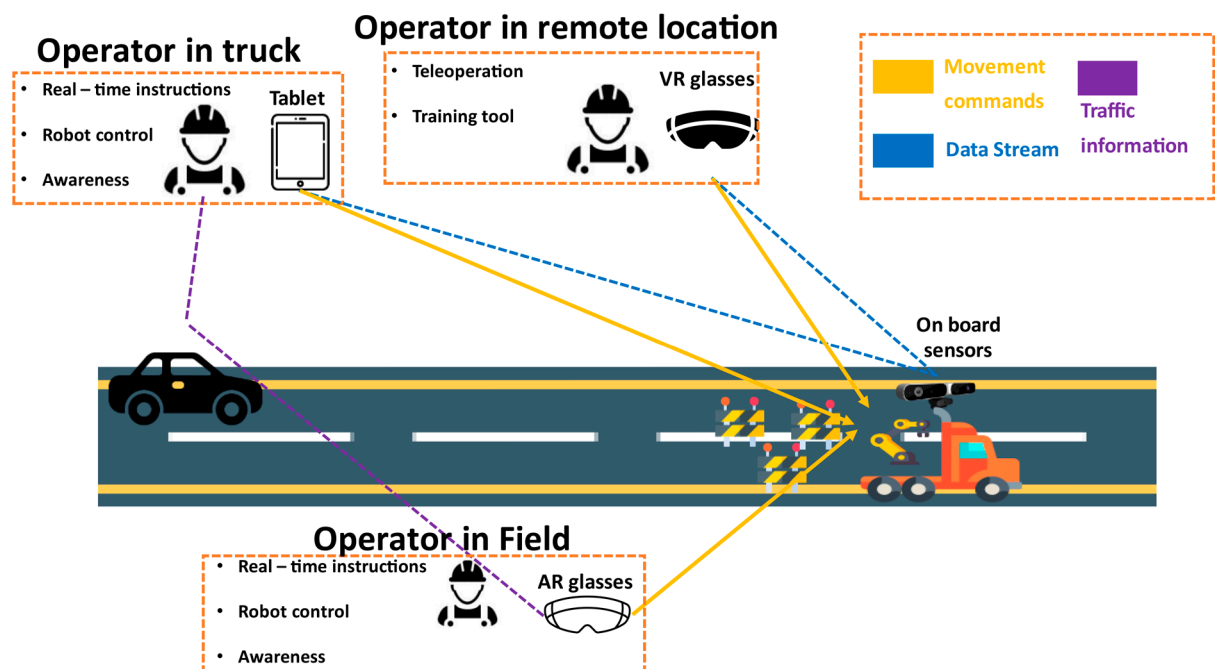 Operator in truck
• Real – time instructions
• Robot control
• Awareness
Tablet
Operator in remote location
• Teleoperation
• Training tool
VR glasses
Movement
commands
Data Stream
Traffic
information
On board
sensors
Operator in Field
• Real – time instructions
• Robot control
• Awareness
AR glasses